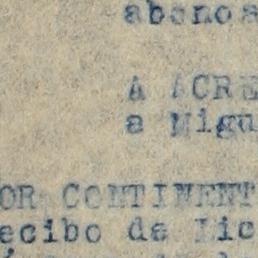 abonos
A ACRE
a Migu
OR CONTINENT
ecibo de Lic